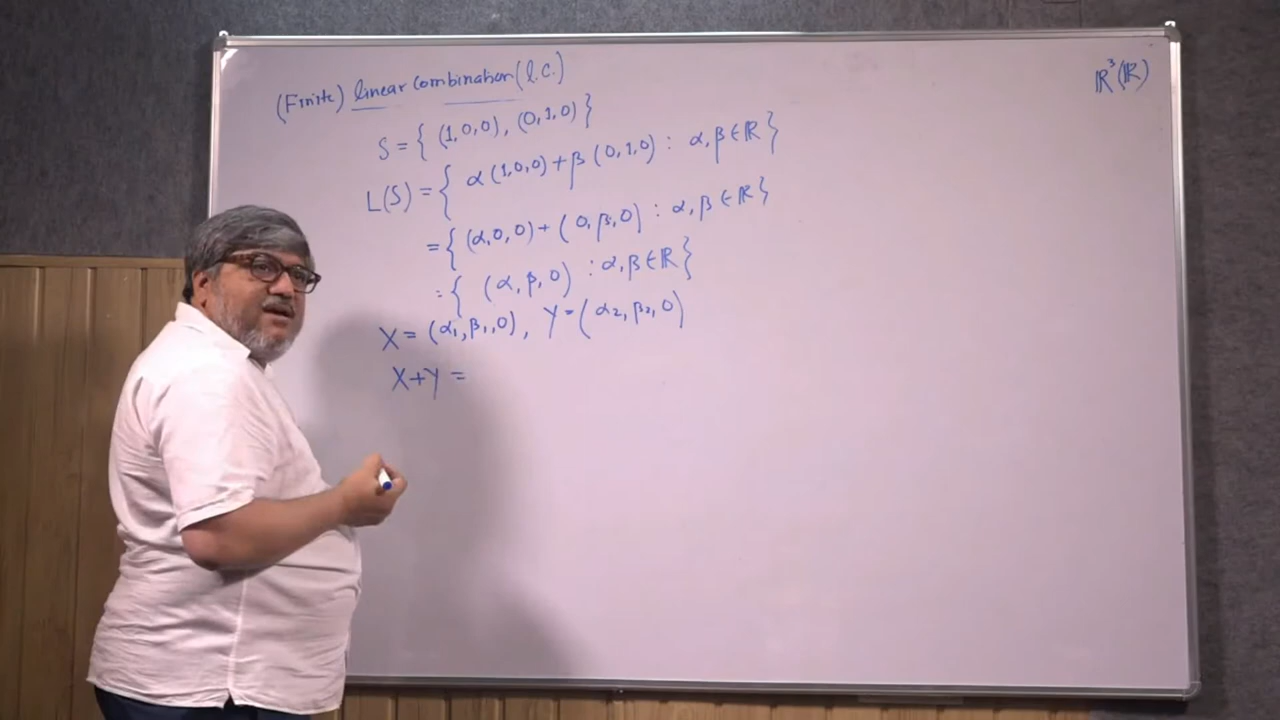 (Finite) linear combination (l.c.)
ℝ³(ℝ)
S = { (1,0,0), (0,1,0) }
L(S) = { α(1,0,0) + β(0,1,0) : α, β ∈ ℝ }
= { (α,0,0) + (0,β,0) : α, β ∈ ℝ }
= { (α, β, 0) : α, β ∈ ℝ }
X = (α₁, β₁, 0), Y = (α₂, β₂, 0)
X+Y =